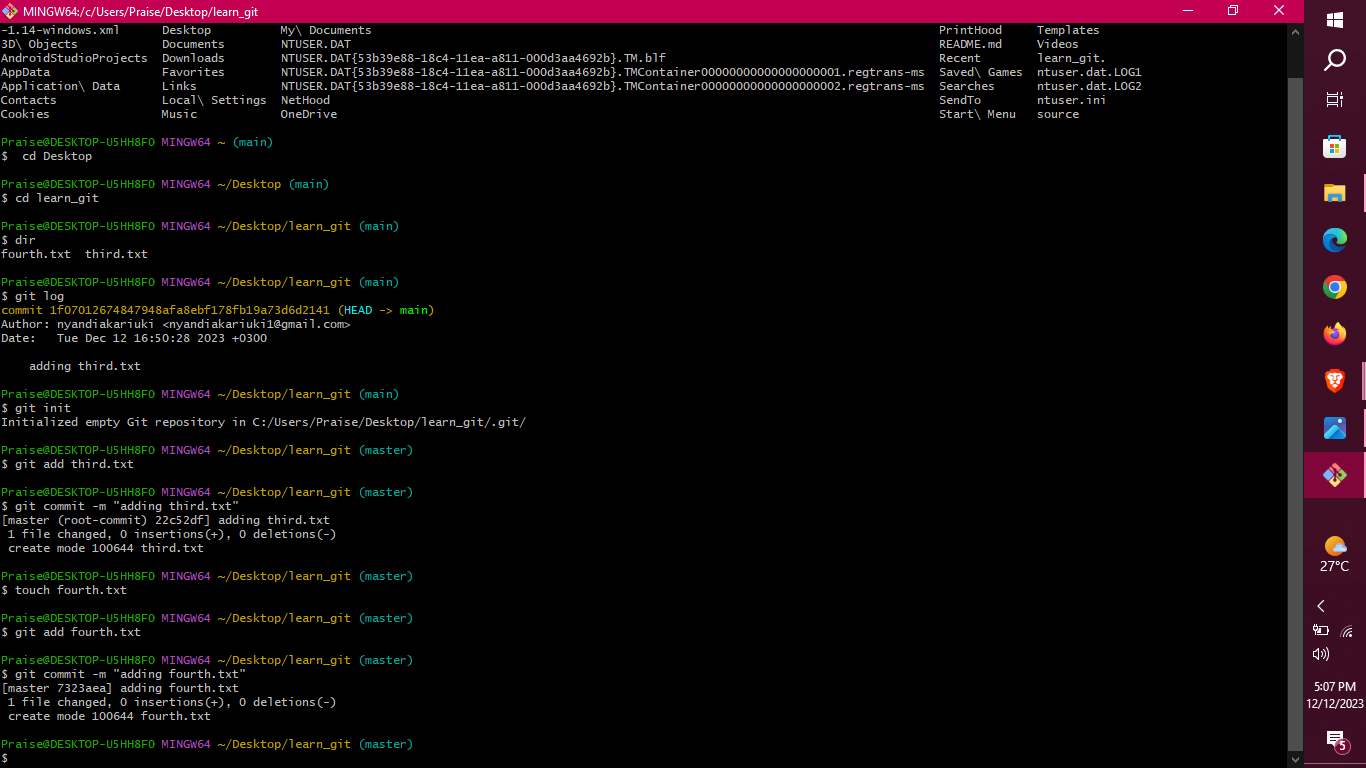 MINGW64:/c/Users/Praise/Desktop/learn_git
-1.14-windows.xml Desktop My\ Documents PrintHood Templates
3D\ Objects Documents NTUSER.DAT README.md Videos
AndroidStudioProjects Downloads NTUSER.DAT{53b39e88-18c4-11ea-a811-000d3aa4692b}.TM.blf Recent learn_git.
AppData Favorites NTUSER.DAT{53b39e88-18c4-11ea-a811-000d3aa4692b}.TMContainer00000000000000000001.regtrans-ms Saved\ Games ntuser.dat.LOG1
Application\ Data Links NTUSER.DAT{53b39e88-18c4-11ea-a811-000d3aa4692b}.TMContainer00000000000000000002.regtrans-ms Searches ntuser.dat.LOG2
Contacts Local\ Settings NetHood SendTo ntuser.ini
Cookies Music OneDrive Start\ Menu source
Praise@DESKTOP-U5HH8FO MINGW64 ~ (main)
$  cd Desktop
Praise@DESKTOP-U5HH8FO MINGW64 ~/Desktop (main)
$ cd learn_git
Praise@DESKTOP-U5HH8FO MINGW64 ~/Desktop/learn_git (main)
$ dir
fourth.txt  third.txt
Praise@DESKTOP-U5HH8FO MINGW64 ~/Desktop/learn_git (main)
$ git log
commit 1f07012674847948afa8ebf178fb19a73d6d2141 (HEAD -> main)
Author: nyandiakariuki <nyandiakariuki1@gmail.com>
Date:   Tue Dec 12 16:50:28 2023 +0300
adding third.txt
Praise@DESKTOP-U5HH8FO MINGW64 ~/Desktop/learn_git (main)
$ git init
Initialized empty Git repository in C:/Users/Praise/Desktop/learn_git/.git/
Praise@DESKTOP-U5HH8FO MINGW64 ~/Desktop/learn_git (master)
$ git add third.txt
Praise@DESKTOP-U5HH8FO MINGW64 ~/Desktop/learn_git (master)
$ git commit -m "adding third.txt"
[master (root-commit) 22c52df] adding third.txt
1 file changed, 0 insertions(+), 0 deletions(-)
create mode 100644 third.txt
Praise@DESKTOP-U5HH8FO MINGW64 ~/Desktop/learn_git (master)
$ touch fourth.txt
Praise@DESKTOP-U5HH8FO MINGW64 ~/Desktop/learn_git (master)
$ git add fourth.txt
Praise@DESKTOP-U5HH8FO MINGW64 ~/Desktop/learn_git (master)
$ git commit -m "adding fourth.txt"
[master 7323aea] adding fourth.txt
1 file changed, 0 insertions(+), 0 deletions(-)
create mode 100644 fourth.txt
Praise@DESKTOP-U5HH8FO MINGW64 ~/Desktop/learn_git (master)
$
27°C
5:07 PM
12/12/2023
5